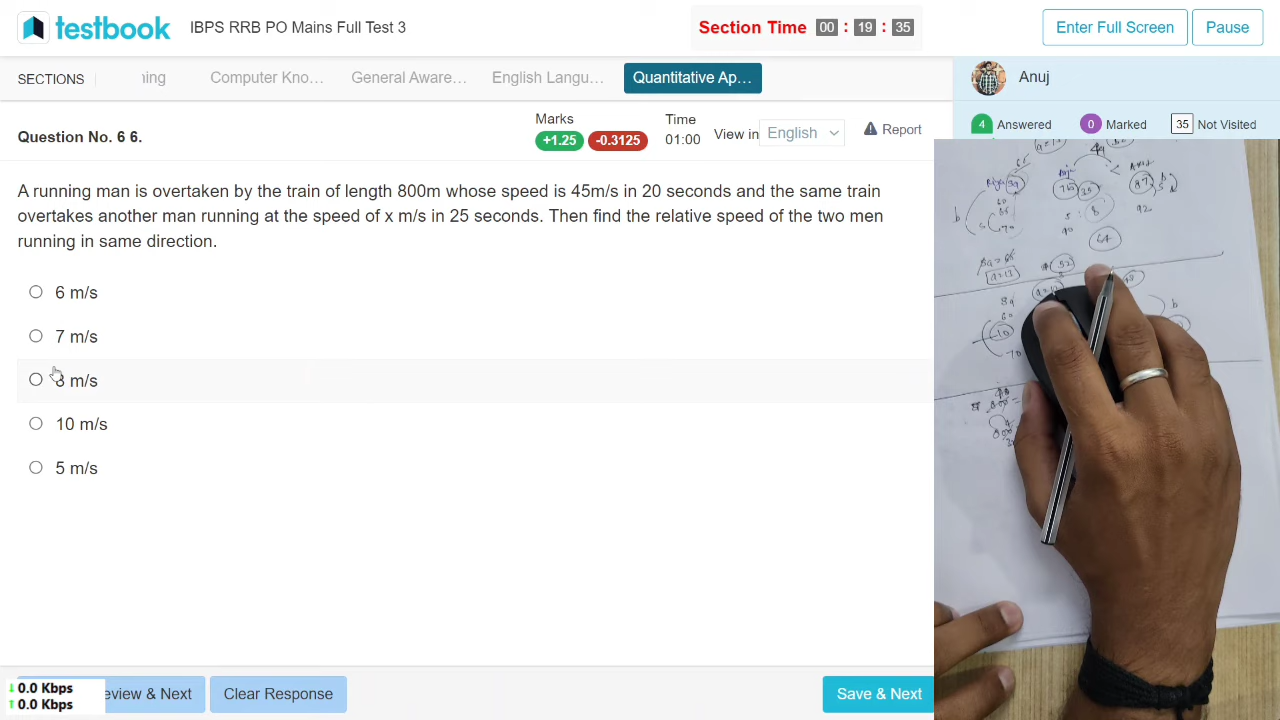 testbook
IBPS RRB PO Mains Full Test 3
Section Time 00 : 19 : 35
Enter Full Screen
Pause
SECTIONS
ning
Computer Kno...
General Aware...
English Langu...
Quantitative Ap...
Anuj
4 Answered
0 Marked
35 Not Visited
Question No. 6 6.
Marks
+1.25 -0.3125
Time
01:00
View in English
Report
A running man is overtaken by the train of length 800m whose speed is 45m/s in 20 seconds and the same train
overtakes another man running at the speed of x m/s in 25 seconds. Then find the relative speed of the two men
running in same direction.
6 m/s
7 m/s
m/s
10 m/s
5 m/s
64
70
↓ 0.0 Kbps
↑ 0.0 Kbps
eview & Next
Clear Response
Save & Next